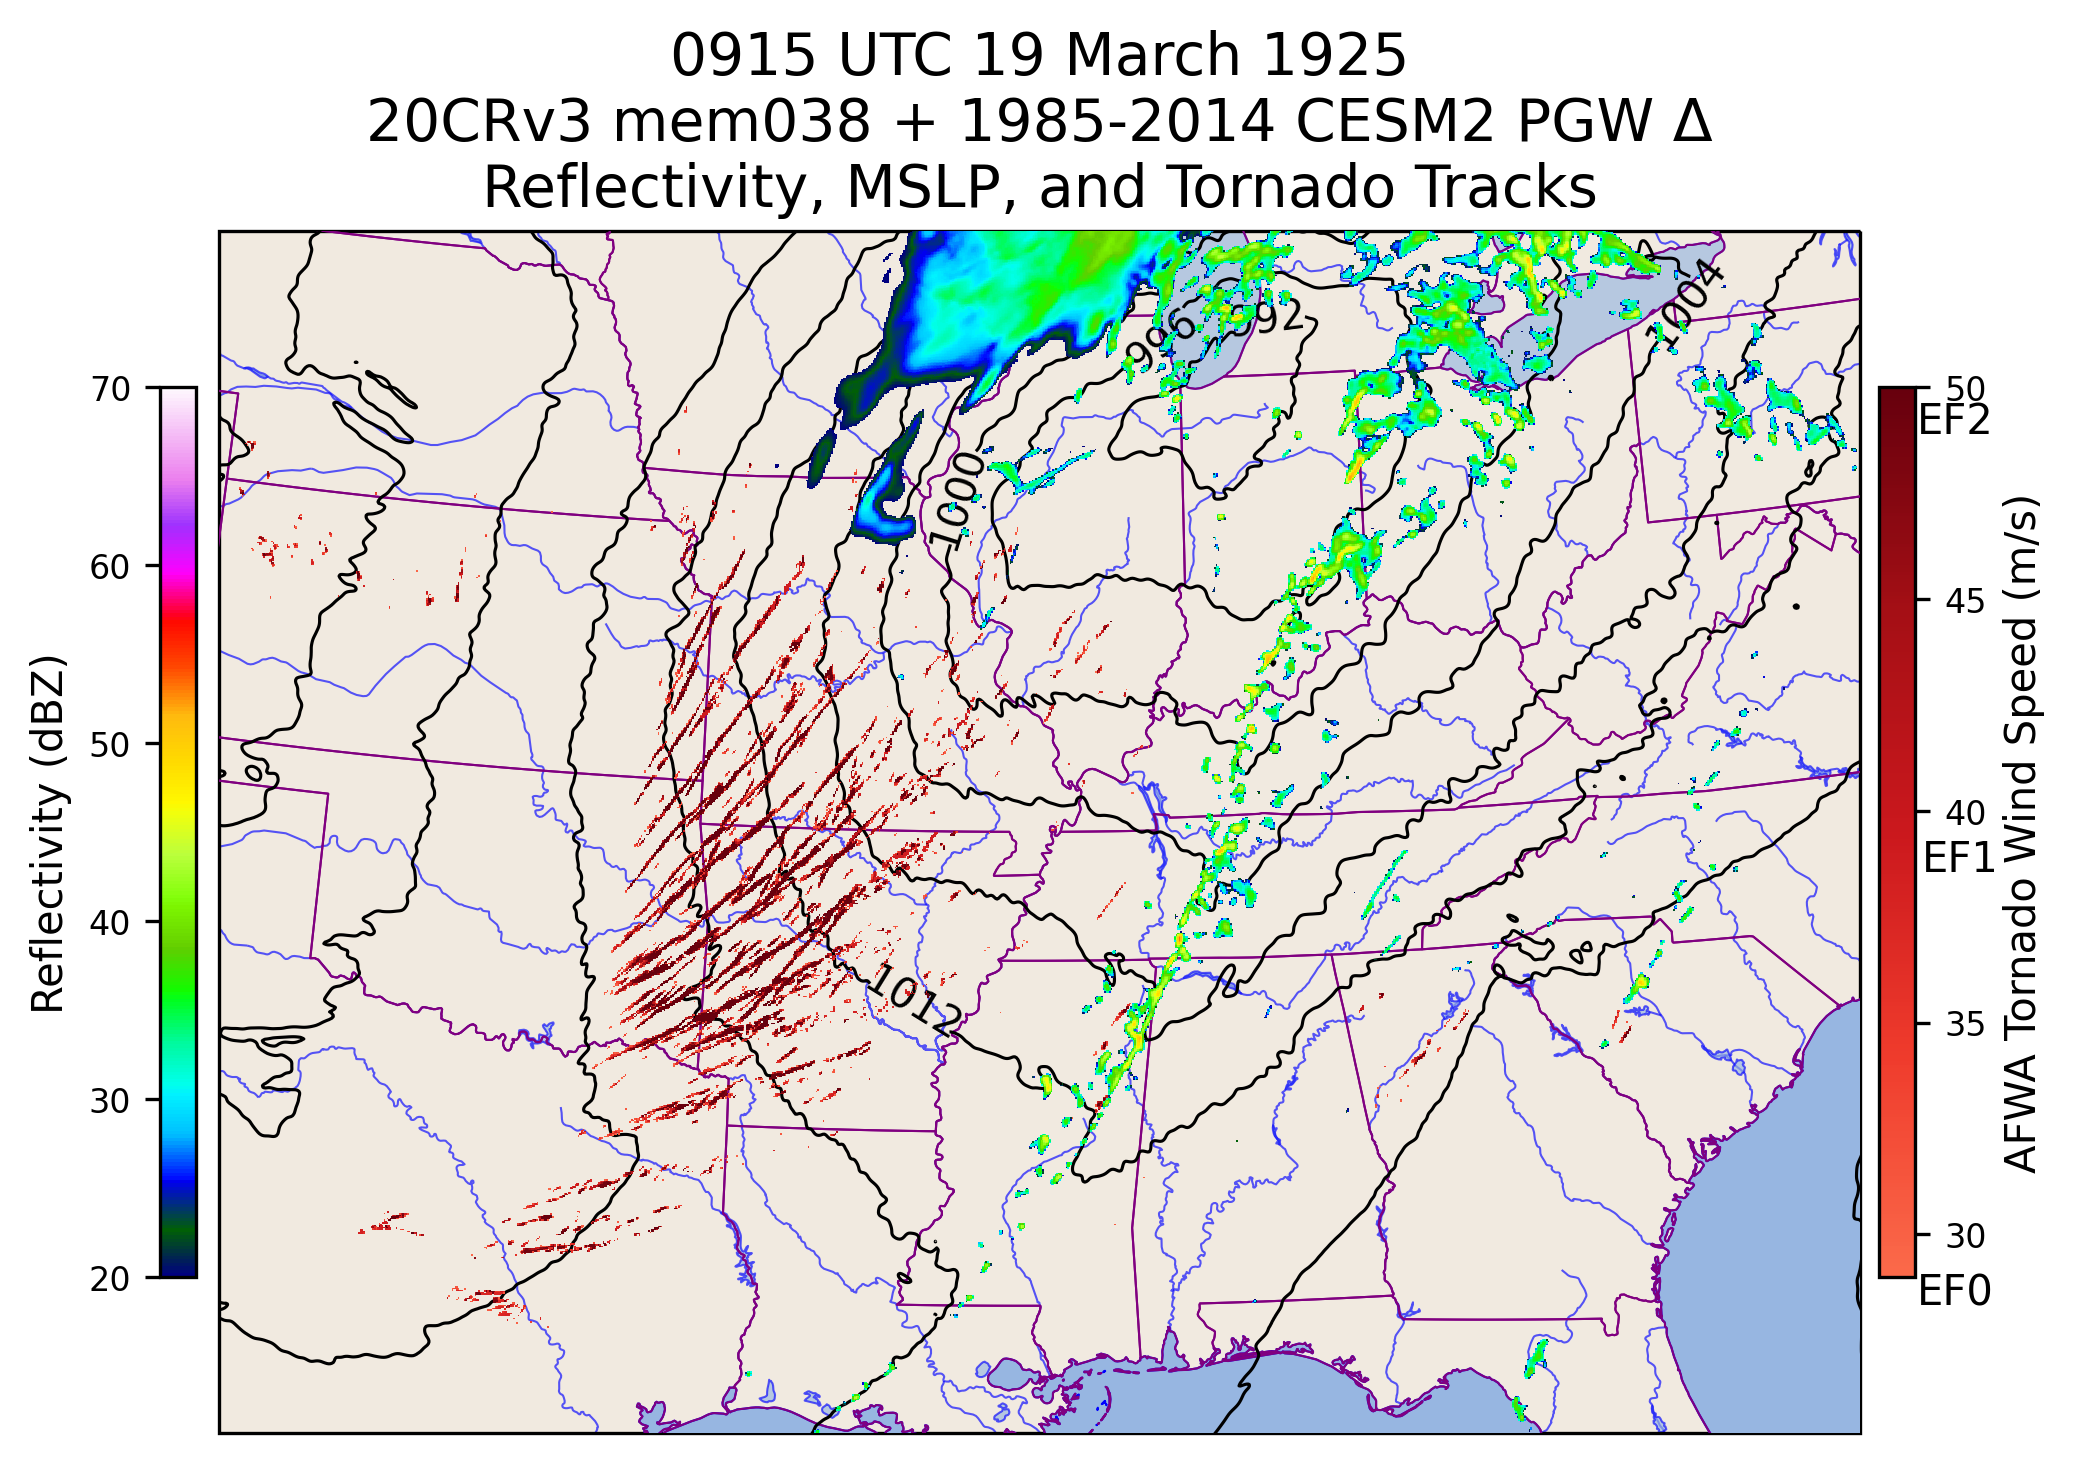 0915 UTC 19 March 1925
20CRv3 mem038 + 1985-2014 CESM2 PGW Δ
Reflectivity, MSLP, and Tornado Tracks
Reflectivity (dBZ)
70
60
50
40
30
20
996
992
1004
1000
1012
50
EF2
45
40
EF1
35
30
EF0
AFWA Tornado Wind Speed (m/s)